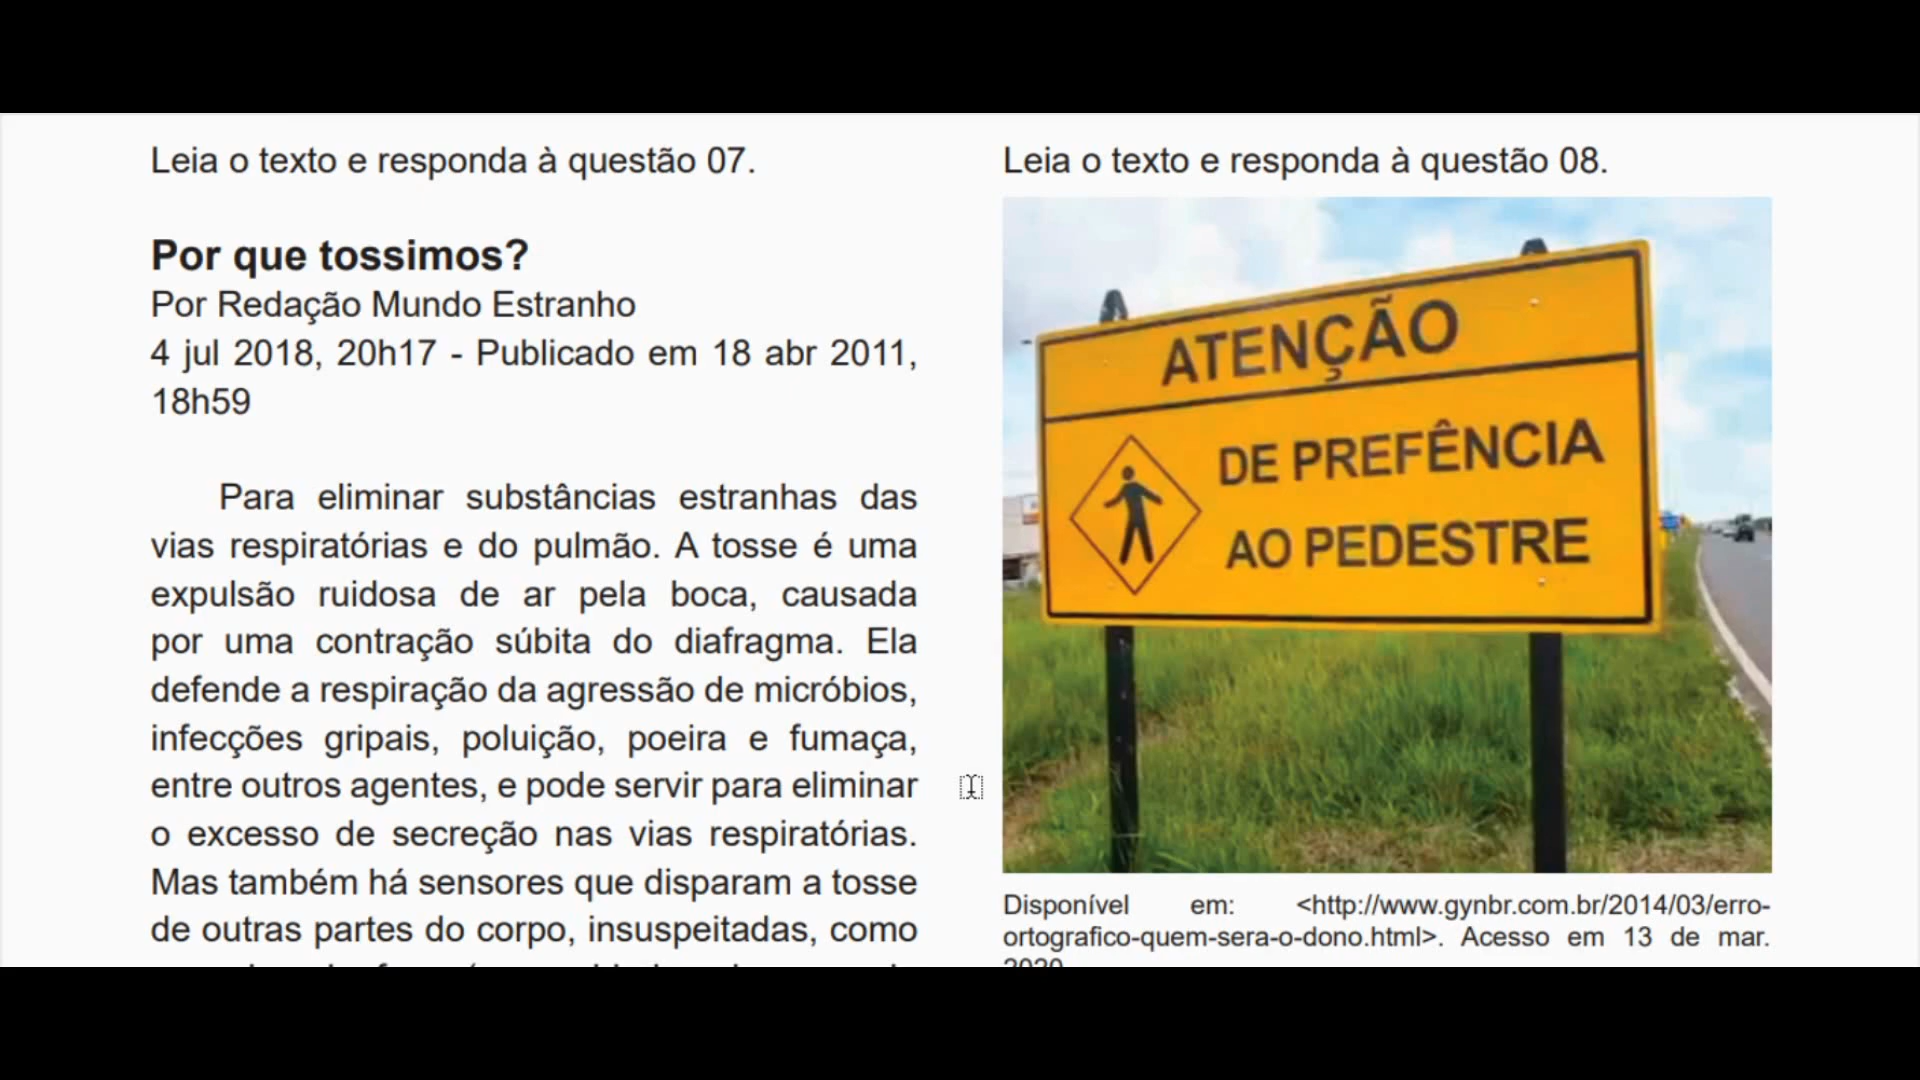 Leia o texto e responda à questão 07.
Por que tossimos?
Por Redação Mundo Estranho
4 jul 2018, 20h17 - Publicado em 18 abr 2011,
18h59
Para eliminar substâncias estranhas das
vias respiratórias e do pulmão. A tosse é uma
expulsão ruidosa de ar pela boca, causada
por uma contração súbita do diafragma. Ela
defende a respiração da agressão de micróbios,
infecções gripais, poluição, poeira e fumaça,
entre outros agentes, e pode servir para eliminar
o excesso de secreção nas vias respiratórias.
Mas também há sensores que disparam a tosse
de outras partes do corpo, insuspeitadas, como
Leia o texto e responda à questão 08.
ATENÇÃO
DE PREFÊNCIA
AO PEDESTRE
Disponível em: <http://www.gynbr.com.br/2014/03/erro-
ortografico-quem-sera-o-dono.html>. Acesso em 13 de mar.
2020